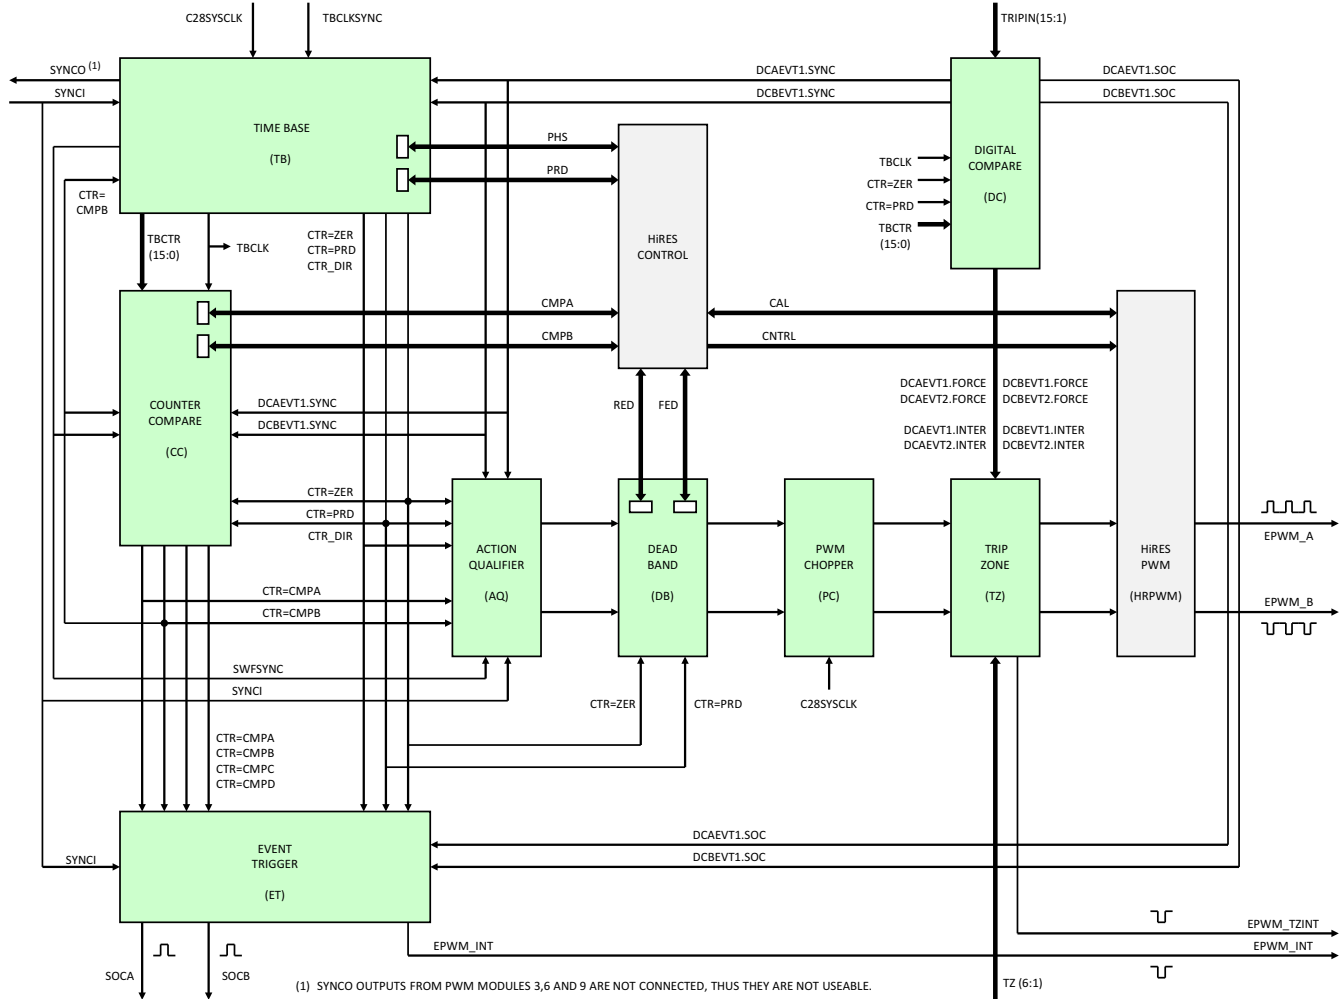 C28SYSCLK
TBCLKSYNC
TRIPIN(15:1)
SYNCO (1)
SYNCI
DCAEVT1.SYNC
DCBEVT1.SYNC
DCAEVT1.SOC
DCBEVT1.SOC
TIME BASE
(TB)
PHS
PRD
DIGITAL
COMPARE
(DC)
TBCLK
CTR=ZER
CTR=PRD
TBCTR
(15:0)
CTR=
CMPB
TBCTR
(15:0)
TBCLK
CTR=ZER
CTR=PRD
CTR_DIR
HiRES
CONTROL
CMPA
CMPB
CAL
CNTRL
COUNTER
COMPARE
(CC)
DCAEVT1.SYNC
DCBEVT1.SYNC
RED
FED
DCAEVT1.FORCE
DCAEVT2.FORCE
DCBEVT1.FORCE
DCBEVT2.FORCE
DCAEVT1.INTER
DCAEVT2.INTER
DCBEVT1.INTER
DCBEVT2.INTER
CTR=ZER
CTR=PRD
CTR_DIR
ACTION
QUALIFIER
(AQ)
DEAD
BAND
(DB)
PWM
CHOPPER
(PC)
TRIP
ZONE
(TZ)
HiRES
PWM
(HRPWM)
EPWM_A
EPWM_B
CTR=CMPA
CTR=CMPB
SWFSYNC
SYNCI
CTR=ZER
CTR=PRD
C28SYSCLK
CTR=CMPA
CTR=CMPB
CTR=CMPC
CTR=CMPD
SYNCI
EVENT
TRIGGER
(ET)
DCAEVT1.SOC
DCBEVT1.SOC
EPWM_TZINT
EPWM_INT
EPWM_INT
SOCA
SOCB
TZ (6:1)
(1) SYNCO OUTPUTS FROM PWM MODULES 3,6 AND 9 ARE NOT CONNECTED, THUS THEY ARE NOT USEABLE.